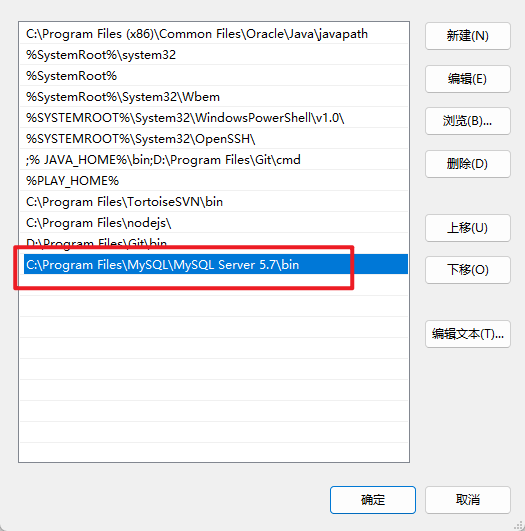 C:\Program Files (x86)\Common Files\Oracle\Java\javapath
%SystemRoot%\system32
%SystemRoot%
%SystemRoot%\System32\Wbem
%SYSTEMROOT%\System32\WindowsPowerShell\v1.0\
%SYSTEMROOT%\System32\OpenSSH\
;% JAVA_HOME%\bin;D:\Program Files\Git\cmd
%PLAY_HOME%
C:\Program Files\TortoiseSVN\bin
C:\Program Files\nodejs\
D:\Program Files\Git\bin
C:\Program Files\MySQL\MySQL Server 5.7\bin
新建(N)
编辑(E)
浏览(B)...
删除(D)
上移(U)
下移(O)
编辑文本(T)...
确定
取消